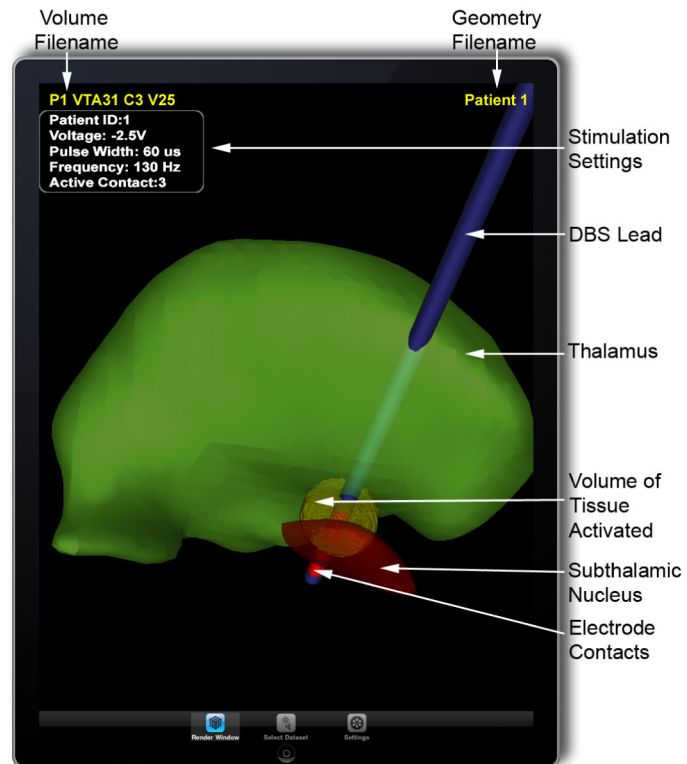 Volume
Filename
Geometry
Filename
P1 VTA31 C3 V25
Patient 1
Patient ID:1
Voltage: -2.5V
Pulse Width: 60 us
Frequency: 130 Hz
Active Contact:3
Stimulation
Settings
DBS Lead
Thalamus
Volume of
Tissue
Activated
Subthalamic
Nucleus
Electrode
Contacts
Render Window
Select Dataset
Settings